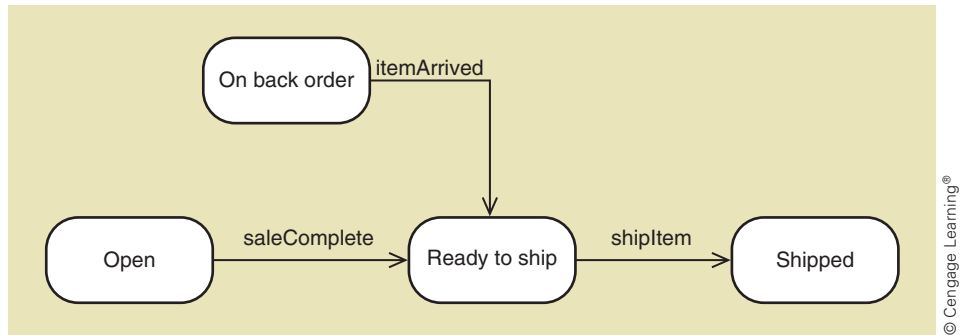 On back order
itemArrived
Open
saleComplete
Ready to ship
shipItem
Shipped
© Cengage Learning®